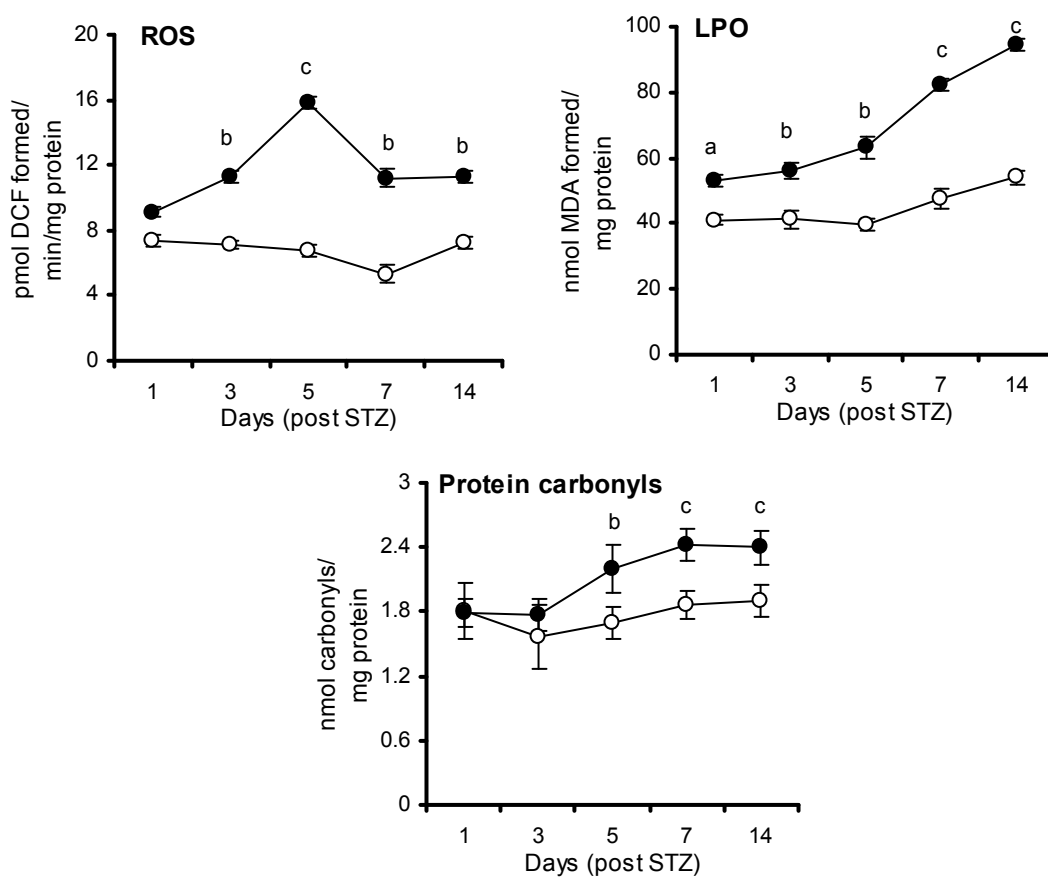 ROS
pmol DCF formed/
min/mg protein
20
16
12
8
4
0
b
c
b
b
1 3 5 7 14
Days (post STZ)
LPO
nmol MDA formed/
mg protein
100
80
60
40
20
0
a
b
b
c
c
1 3 5 7 14
Days (post STZ)
Protein carbonyls
nmol carbonyls/
mg protein
3
2.4
1.8
1.2
0.6
0
b
c
c
1 3 5 7 14
Days (post STZ)